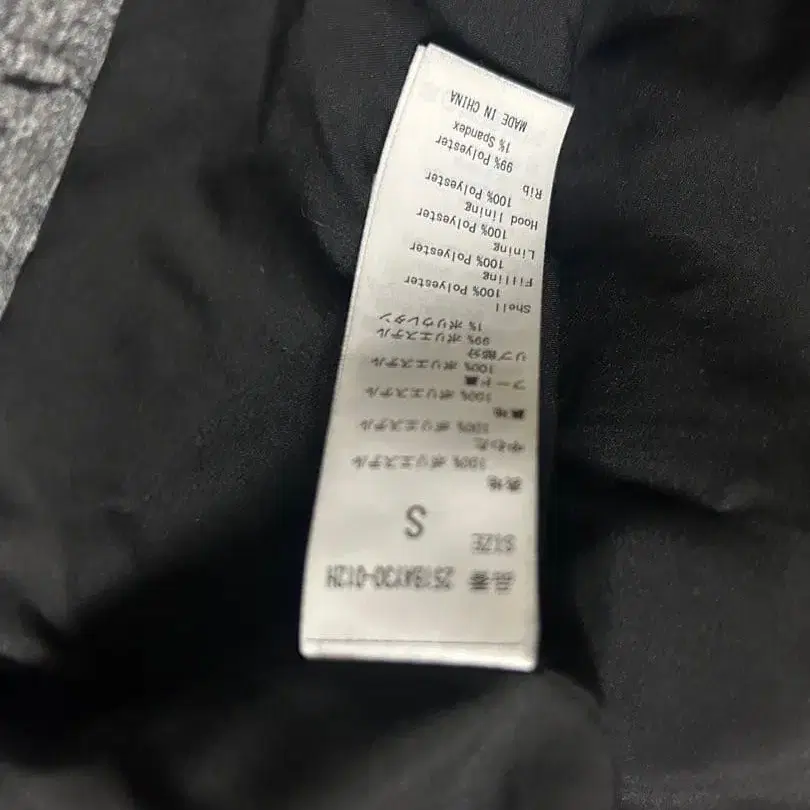 品番 251BAY30-012H
SIZE
S
表地
100% ポリエステル
中わた
100% ポリエステル
裏地
100% ポリエステル
フード裏
100% ポリエステル
リブ部分
99% ポリエステル
1% ポリウレタン
Shell
100% Polyester
Filling
100% Polyester
Lining
100% Polyester
Hood lining
100% Polyester
Rib
99% Polyester
1% Spandex
MADE IN CHINA